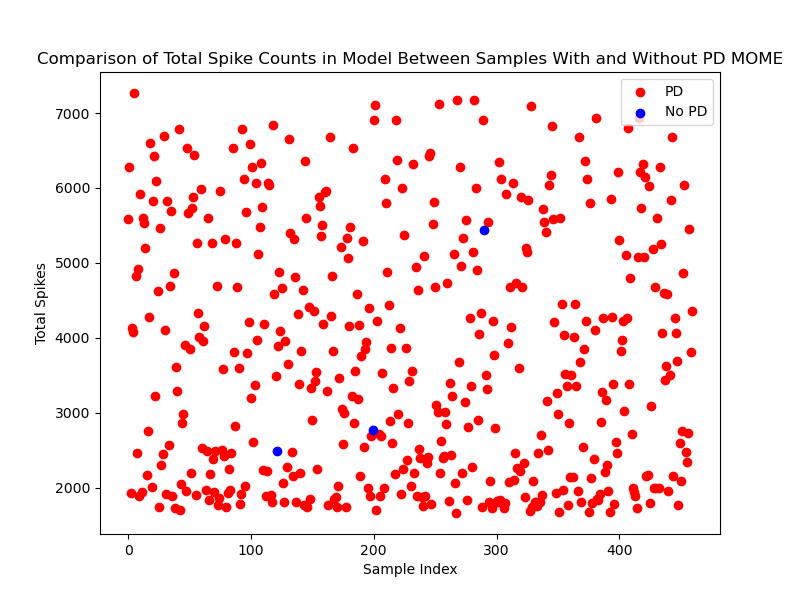 Comparison of Total Spike Counts in Model Between Samples With and Without PD MOME
PD
No PD
Total Spikes
7000
6000
5000
4000
3000
2000
0 100 200 300 400
Sample Index